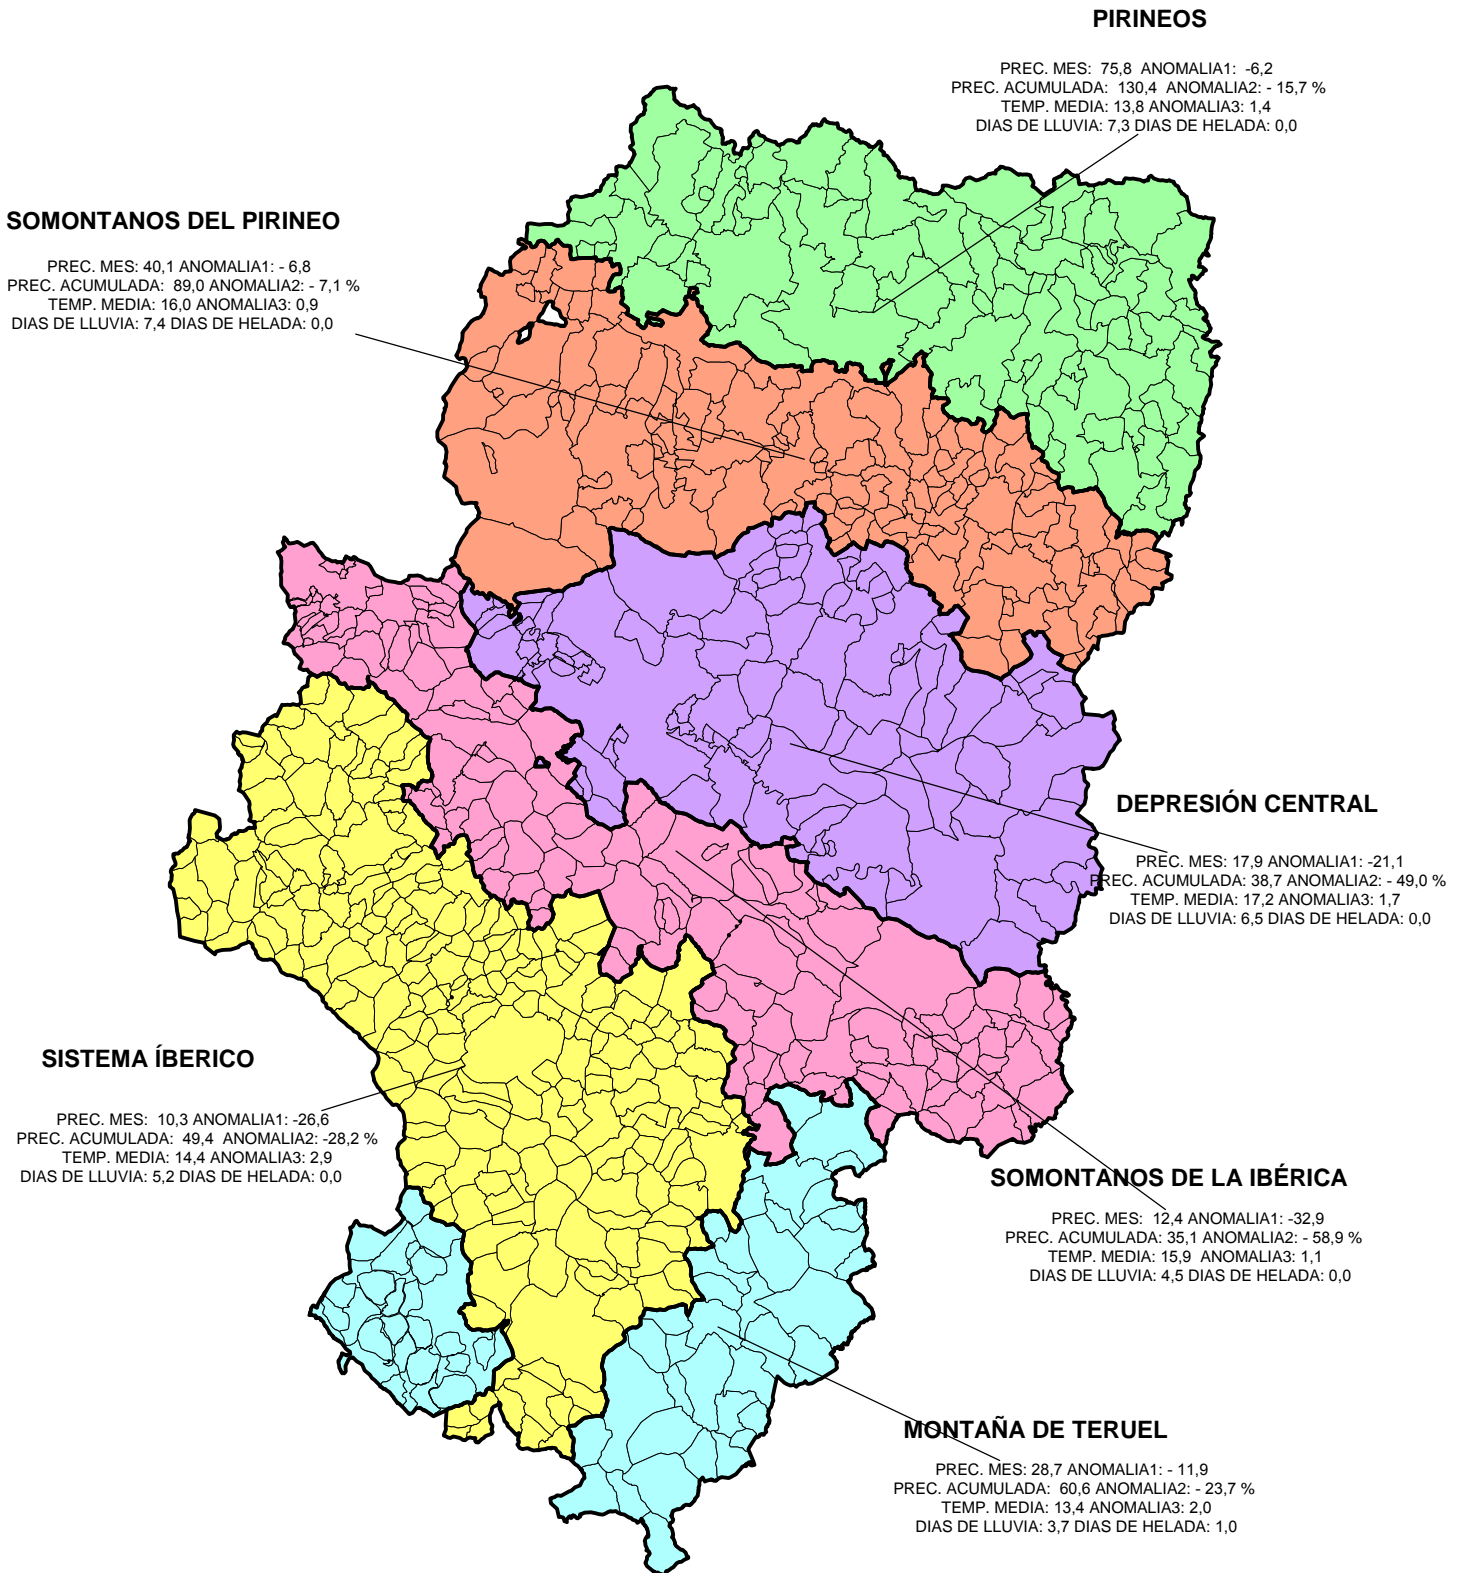 PIRINEOS
PREC. MES: 75,8 ANOMALIA1: -6,2
PREC. ACUMULADA: 130,4 ANOMALIA2: - 15,7 %
TEMP. MEDIA: 13,8 ANOMALIA3: 1,4
DIAS DE LLUVIA: 7,3 DIAS DE HELADA: 0,0
SOMONTANOS DEL PIRINEO
PREC. MES: 40,1 ANOMALIA1: - 6,8
PREC. ACUMULADA: 89,0 ANOMALIA2: - 7,1 %
TEMP. MEDIA: 16,0 ANOMALIA3: 0,9
DIAS DE LLUVIA: 7,4 DIAS DE HELADA: 0,0
DEPRESIÓN CENTRAL
PREC. MES: 17,9 ANOMALIA1: -21,1
PREC. ACUMULADA: 38,7 ANOMALIA2: - 49,0 %
TEMP. MEDIA: 17,2 ANOMALIA3: 1,7
DIAS DE LLUVIA: 6,5 DIAS DE HELADA: 0,0
SISTEMA ÍBERICO
PREC. MES: 10,3 ANOMALIA1: -26,6
PREC. ACUMULADA: 49,4 ANOMALIA2: -28,2 %
TEMP. MEDIA: 14,4 ANOMALIA3: 2,9
DIAS DE LLUVIA: 5,2 DIAS DE HELADA: 0,0
SOMONTANOS DE LA IBÉRICA
PREC. MES: 12,4 ANOMALIA1: -32,9
PREC. ACUMULADA: 35,1 ANOMALIA2: - 58,9 %
TEMP. MEDIA: 15,9 ANOMALIA3: 1,1
DIAS DE LLUVIA: 4,5 DIAS DE HELADA: 0,0
MONTAÑA DE TERUEL
PREC. MES: 28,7 ANOMALIA1: - 11,9
PREC. ACUMULADA: 60,6 ANOMALIA2: - 23,7 %
TEMP. MEDIA: 13,4 ANOMALIA3: 2,0
DIAS DE LLUVIA: 3,7 DIAS DE HELADA: 1,0